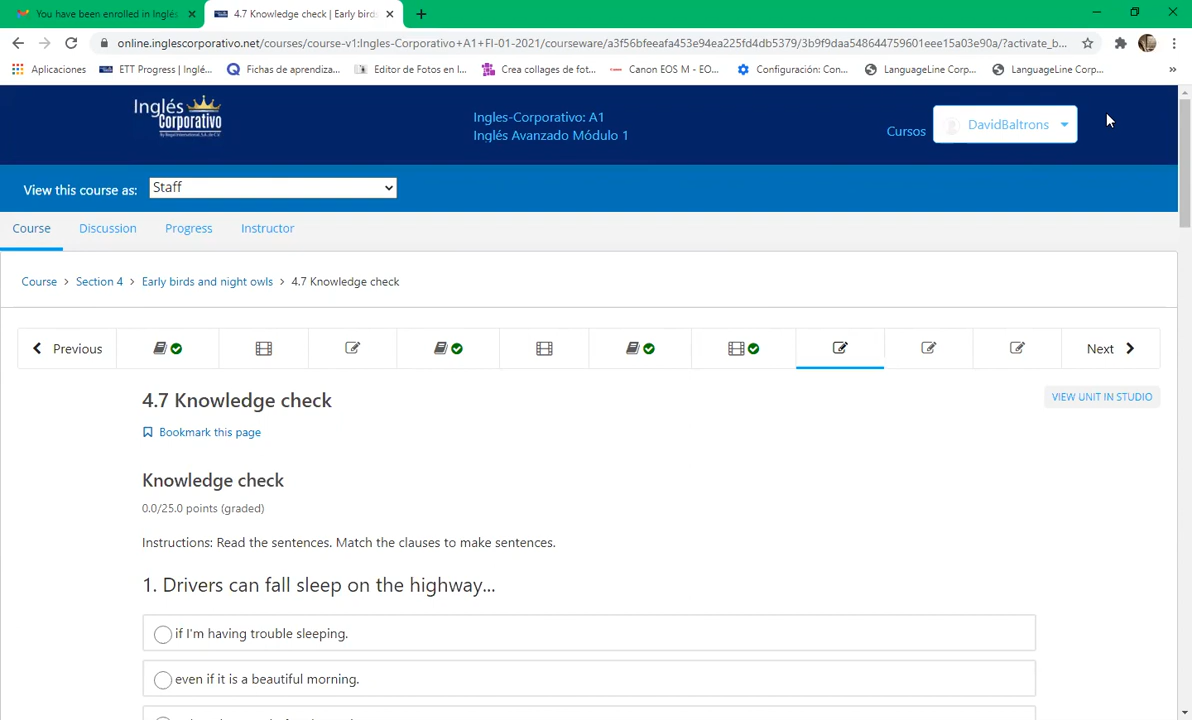 You have been enrolled in Inglés
4.7 Knowledge check | Early bird
online.inglescorporativo.net/courses/course-v1:Ingles-Corporativo+A1+FI-01-2021/courseware/a3f56bfeeafa453e94ea225fd4db5379/3b9f9daa548644759601eee15a03e90a/?activate_b...
Aplicaciones ETT Progress | Inglé... Fichas de aprendiza... Editor de Fotos en l... Crea collages de fot... Canon EOS M - EO... Configuración: Con... LanguageLine Corp... LanguageLine Corp... »
Inglés
Corporativo
Ingles-Corporativo: A1
Inglés Avanzado Módulo 1
Cursos
DavidBaltrons
View this course as: Staff
Course Discussion Progress Instructor
Course > Section 4 > Early birds and night owls > 4.7 Knowledge check
Previous Next
4.7 Knowledge check
VIEW UNIT IN STUDIO
Bookmark this page
Knowledge check
0.0/25.0 points (graded)
Instructions: Read the sentences. Match the clauses to make sentences.
1. Drivers can fall sleep on the highway...
if I'm having trouble sleeping.
even if it is a beautiful morning.